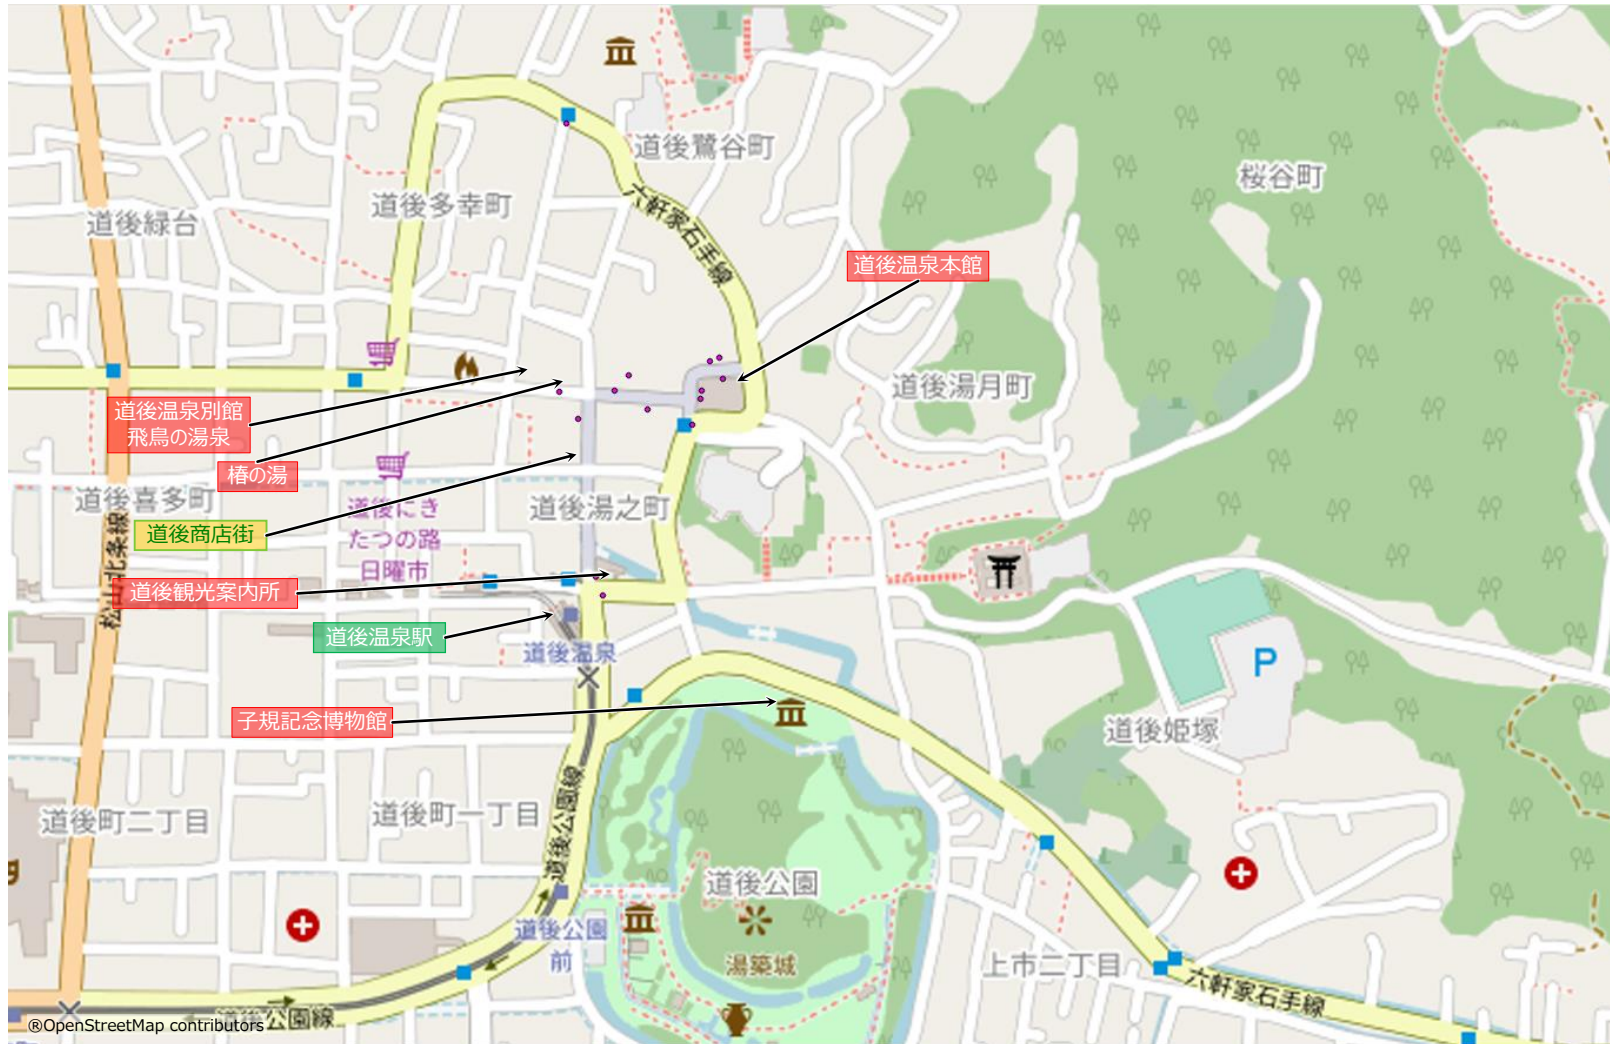 道後鷺谷町
桜谷町
道後多幸町
道後緑台
六軒家石手線
道後温泉本館
道後湯月町
道後温泉別館
飛鳥の湯泉
椿の湯
道後喜多町
道後にき
たつの路
日曜市
道後湯之町
道後商店街
松山北条線
道後観光案内所
道後温泉駅
道後温泉
P
子規記念博物館
道後姫塚
道後町二丁目
道後町一丁目
道後公園線
道後公園
道後公園
前
湯築城
上市二丁目
六軒家石手線
道後公園線
®OpenStreetMap contributors